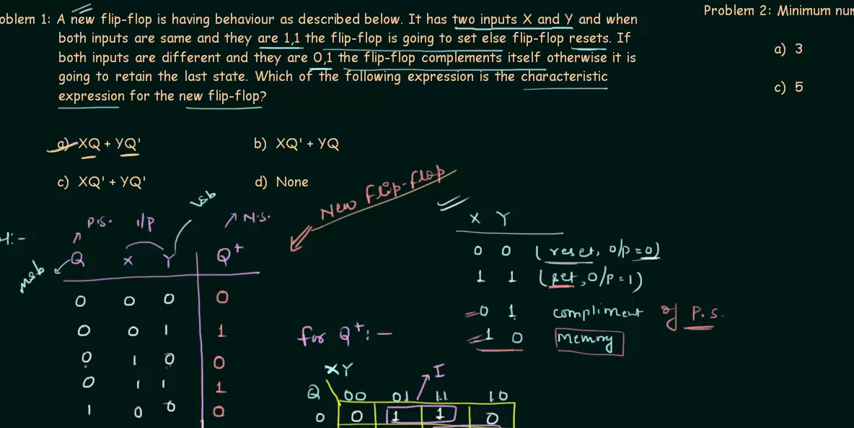 oblem 1: A new flip-flop is having behaviour as described below. It has two inputs X and Y and when
both inputs are same and they are 1,1 the flip-flop is going to set else flip-flop resets. If
both inputs are different and they are 0,1 the flip-flop complements itself otherwise it is
going to retain the last state. Which of the following expression is the characteristic
expression for the new flip-flop?
a) XQ + YQ'
b) XQ' + YQ
c) XQ' + YQ'
d) None
Problem 2: Minimum nur
a) 3
c) 5
New flip-flop
lsb
P.S. I/P N.S.
msb
Q X Y Q+
0 0 0 0
0 0 1 1
0 1 0 0
0 1 1 1
1 0 0 0
X Y
0 0 (reset, O/P = 0)
1 1 (set, O/P = 1)
0 1 compliment of P.S.
1 0 Memory
for Q+ : -
XY I
Q 00 01 11 10
0 0 1 1 0